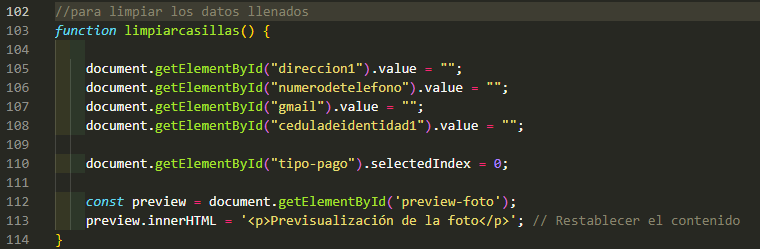 102 //para limpiar los datos llenados
103 function limpiarcasillas() {
104
105 document.getElementById("direccion1").value = "";
106 document.getElementById("numerodetelefono").value = "";
107 document.getElementById("gmail").value = "";
108 document.getElementById("ceduladeidentidad1").value = "";
109
110 document.getElementById("tipo-pago").selectedIndex = 0;
111
112 const preview = document.getElementById('preview-foto');
113 preview.innerHTML = '<p>Previsualización de la foto</p>'; // Restablecer el contenido
114 }